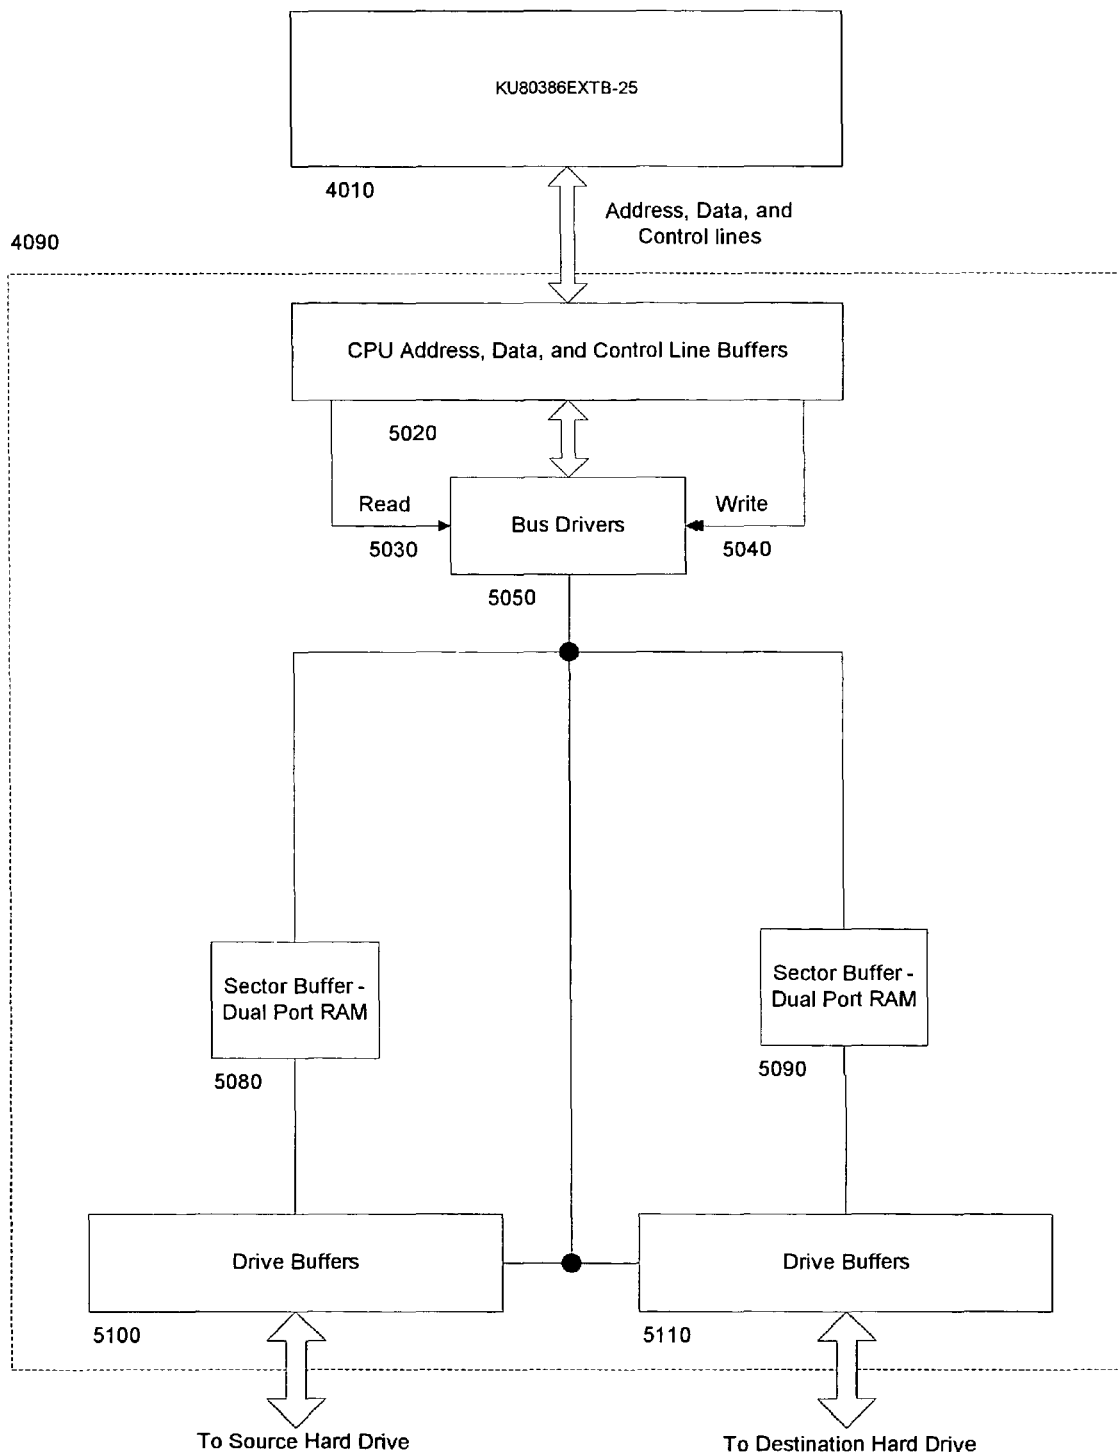 KU80386EXTB-25
4010
Address, Data, and
Control lines
4090
CPU Address, Data, and Control Line Buffers
5020
Read
5030
Bus Drivers
Write
5040
5050
Sector Buffer -
Dual Port RAM
5080
Sector Buffer -
Dual Port RAM
5090
Drive Buffers
5100
Drive Buffers
5110
To Source Hard Drive
To Destination Hard Drive